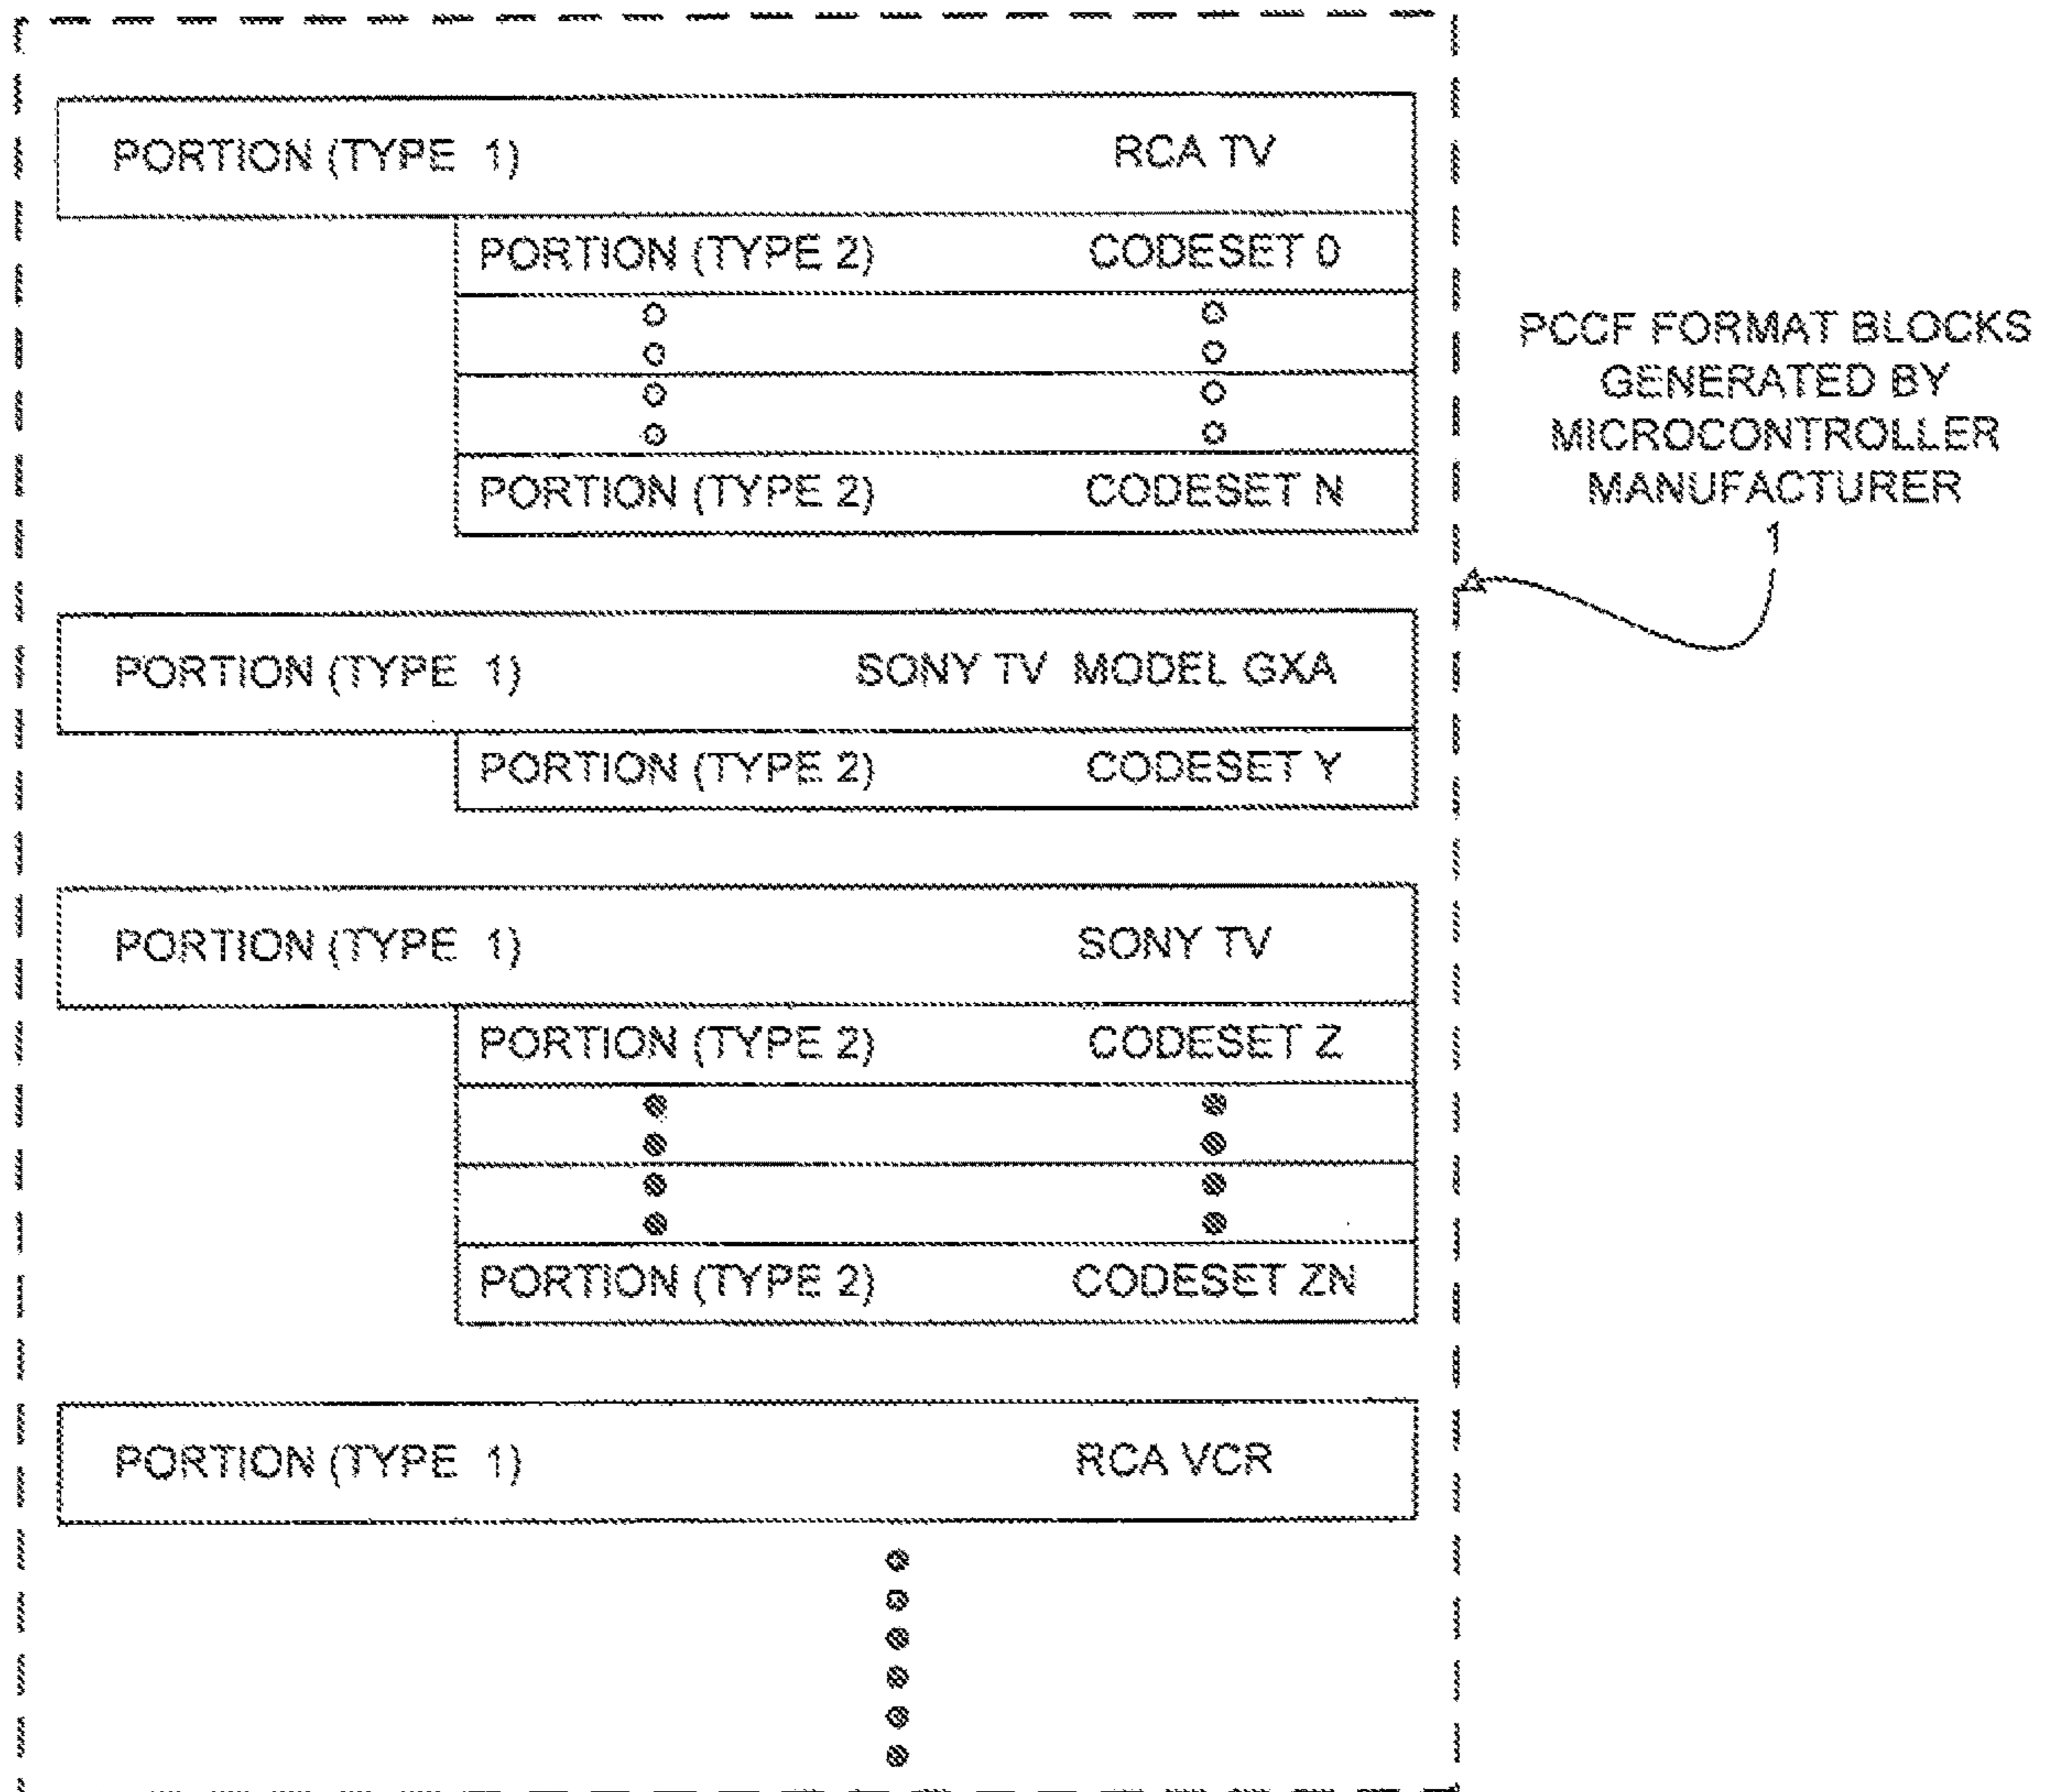 PORTION (TYPE 1) RCA TV
PORTION (TYPE 2) CODESET 0
PORTION (TYPE 2) CODESET N
PCCF FORMAT BLOCKS
GENERATED BY
MICROCONTROLLER
MANUFACTURER
1
PORTION (TYPE 1) SONY TV MODEL GXA
PORTION (TYPE 2) CODESET Y
PORTION (TYPE 1) SONY TV
PORTION (TYPE 2) CODESET Z
PORTION (TYPE 2) CODESET ZN
PORTION (TYPE 1) RCA VCR